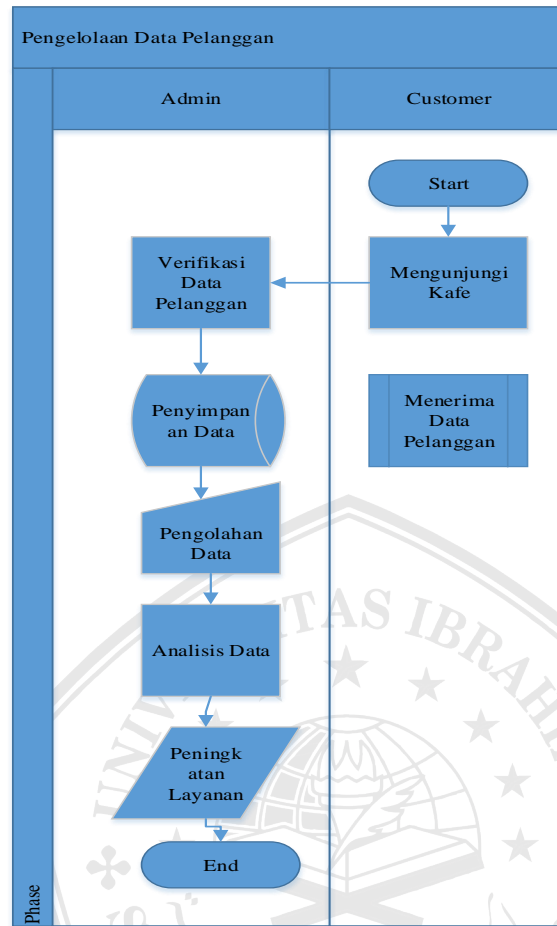 Pengelolaan Data Pelanggan
Admin
Customer
Start
Mengunjungi
Kafe
Verifikasi
Data
Pelanggan
Menerima
Data
Pelanggan
Penyimpan
an Data
Pengolahan
Data
Analisis Data
Peningk
atan
Layanan
End
Phase